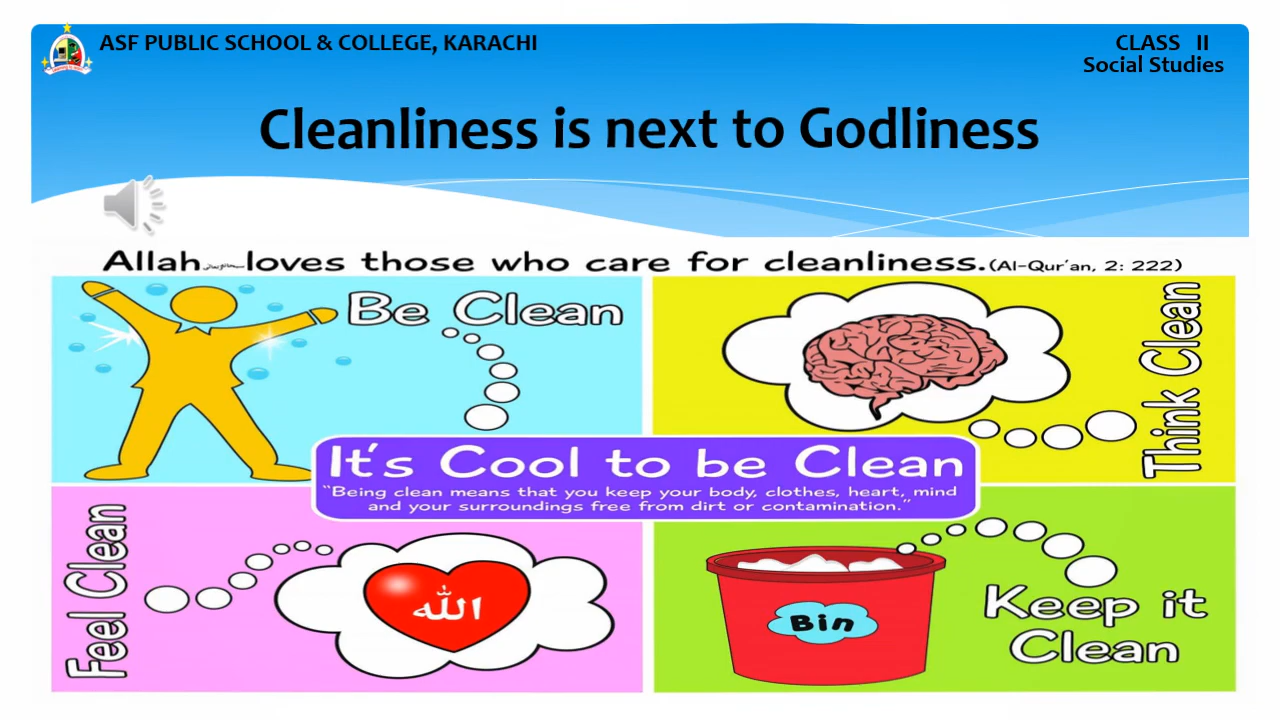 ASF PUBLIC SCHOOL & COLLEGE, KARACHI
CLASS II
Social Studies
Cleanliness is next to Godliness
Allah loves those who care for cleanliness. (Al-Qur'an, 2: 222)
Be Clean
Think Clean
It's Cool to be Clean
"Being clean means that you keep your body, clothes, heart, mind
and your surroundings free from dirt or contamination."
Feel Clean
الله
Bin
Keep it
Clean